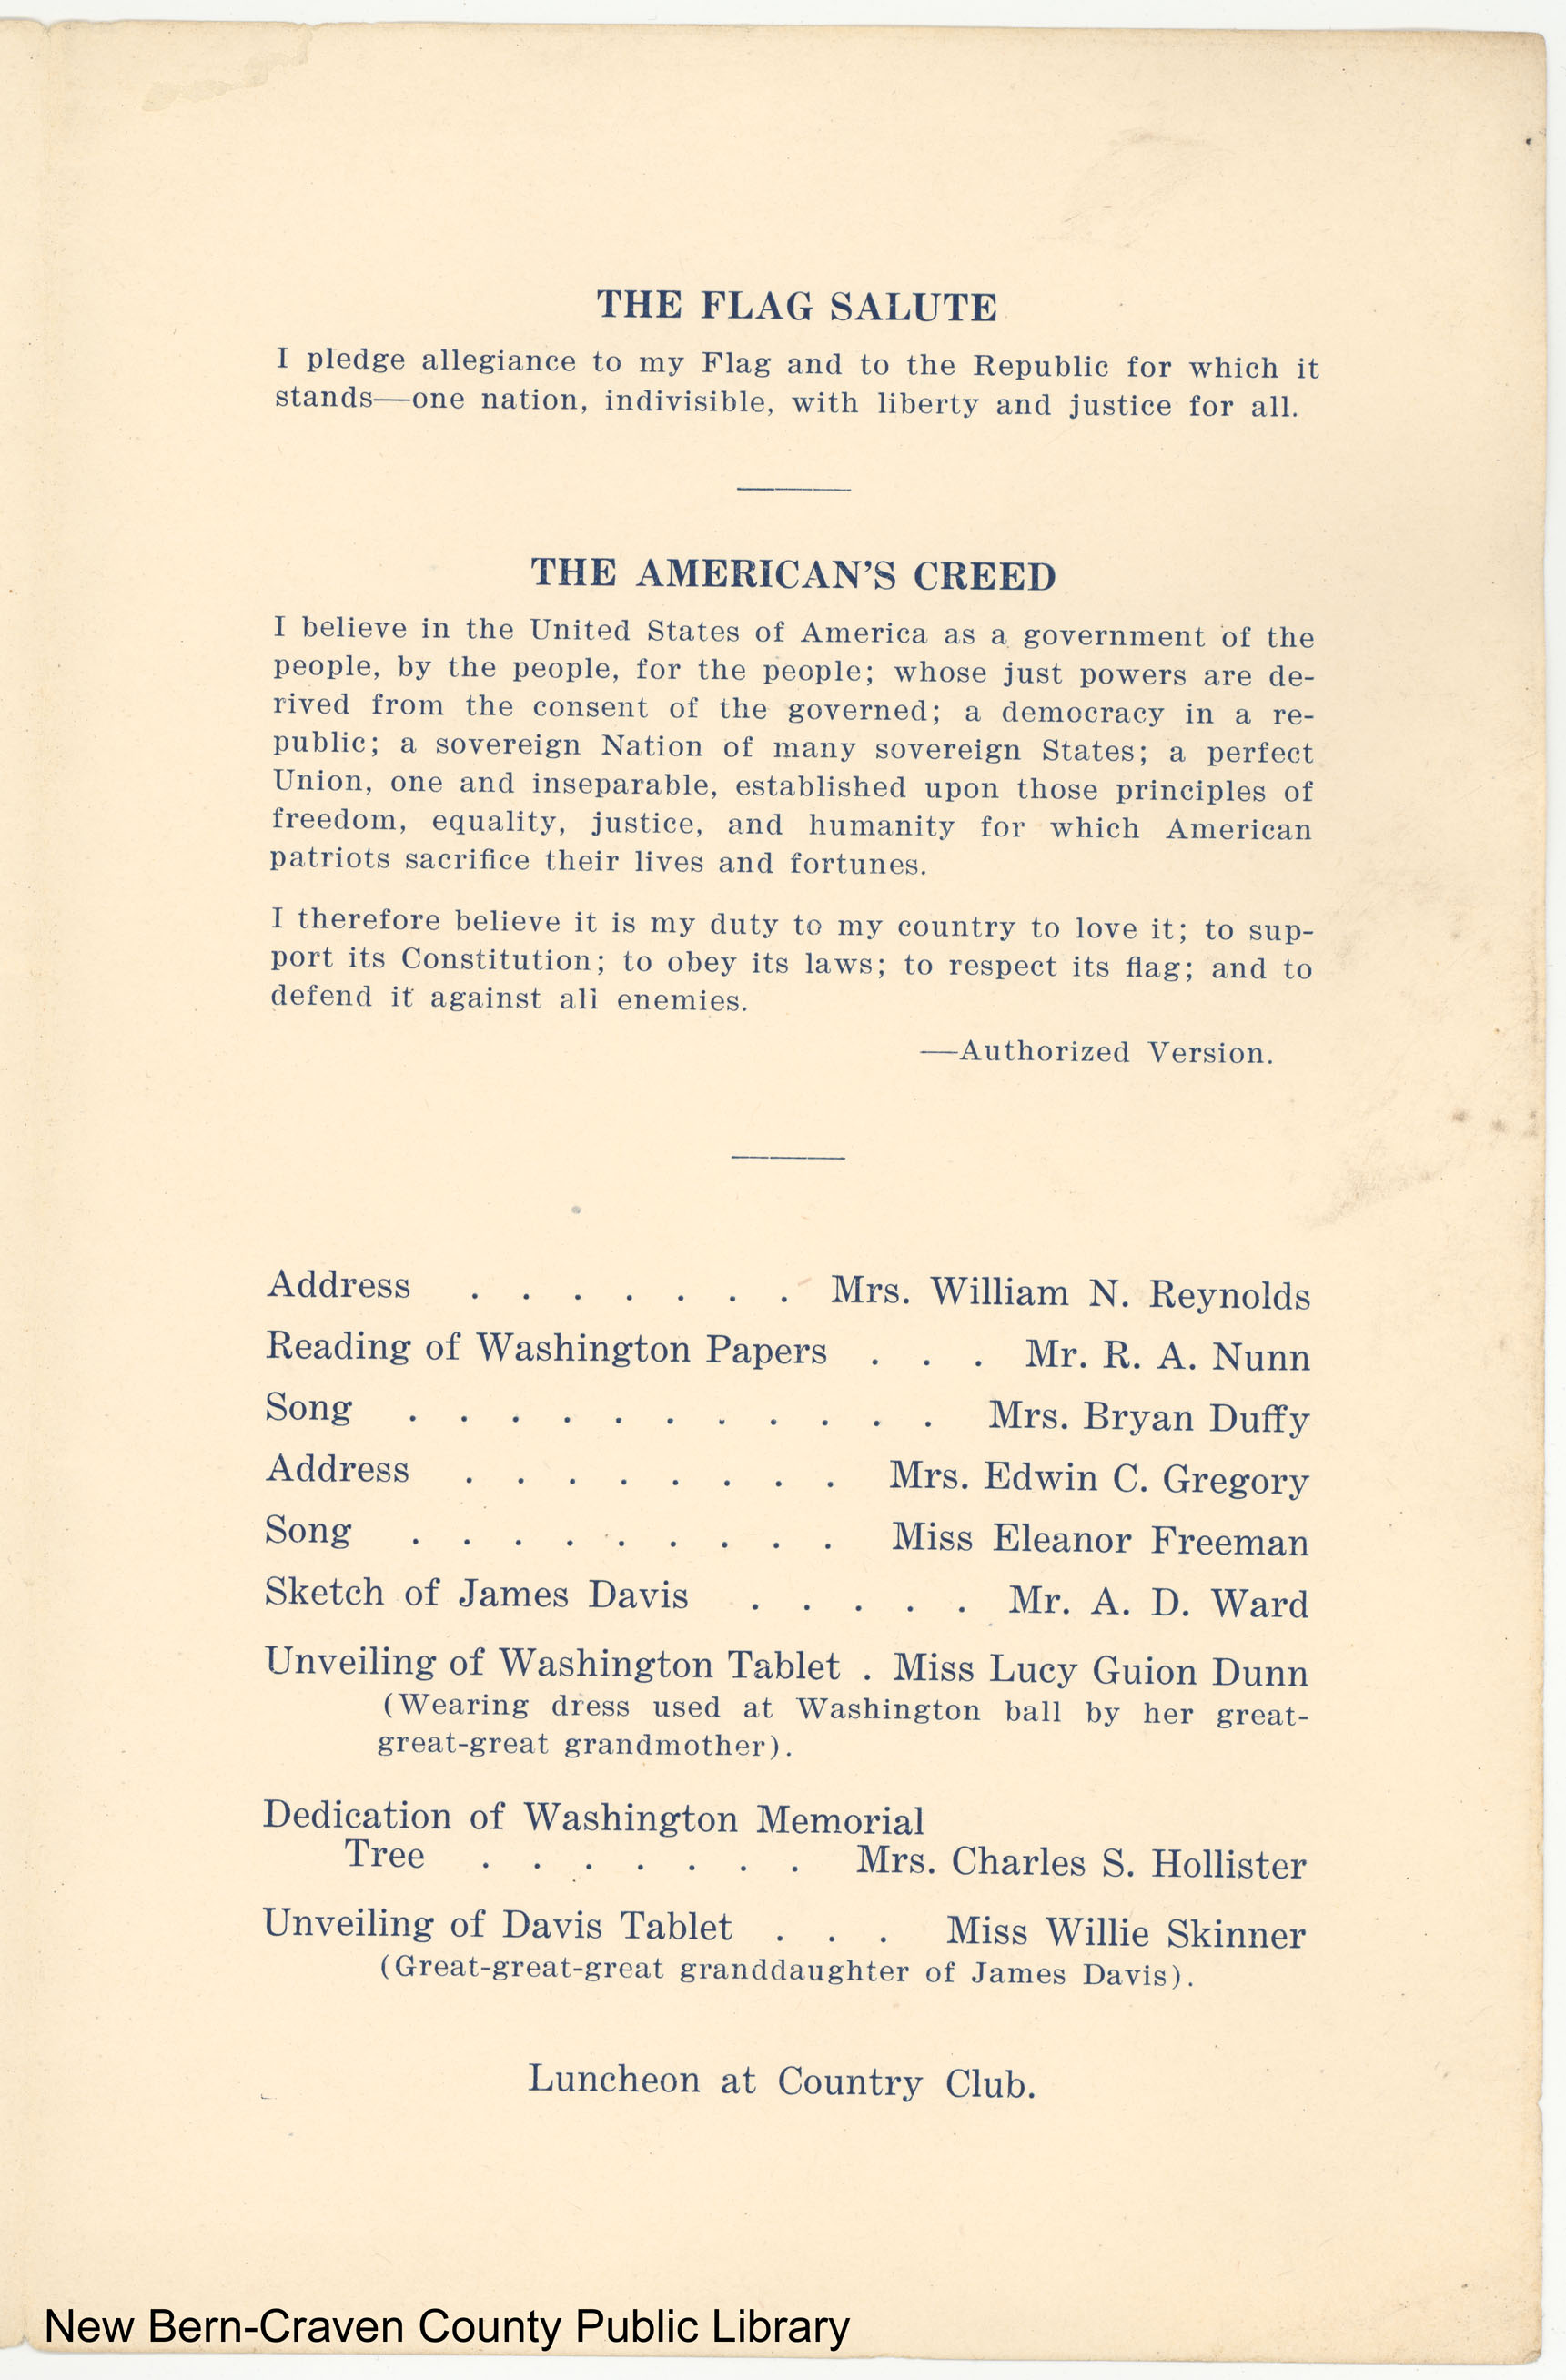 THE FLAG SALUTE
I pledge allegiance to my Flag and to the Republic for which it
stands—one nation, indivisible, with liberty and justice for all.
THE AMERICAN'S CREED
I believe in the United States of America as a government of the
people, by the people, for the people; whose just powers are de-
rived from the consent of the governed; a democracy in a re-
public; a sovereign Nation of many sovereign States; a perfect
Union, one and inseparable, established upon those principles of
freedom, equality, justice, and humanity for which American
patriots sacrifice their lives and fortunes.
I therefore believe it is my duty to my country to love it; to sup-
port its Constitution; to obey its laws; to respect its flag; and to
defend it against all enemies.
—Authorized Version.
Address . . . . . . . Mrs. William N. Reynolds
Reading of Washington Papers . . . Mr. R. A. Nunn
Song . . . . . . . . . . . Mrs. Bryan Duffy
Address . . . . . . . . Mrs. Edwin C. Gregory
Song . . . . . . . . . Miss Eleanor Freeman
Sketch of James Davis . . . . . Mr. A. D. Ward
Unveiling of Washington Tablet . Miss Lucy Guion Dunn
(Wearing dress used at Washington ball by her great-
great-great grandmother).
Dedication of Washington Memorial
Tree . . . . . . . Mrs. Charles S. Hollister
Unveiling of Davis Tablet . . . Miss Willie Skinner
(Great-great-great granddaughter of James Davis).
Luncheon at Country Club.
New Bern-Craven County Public Library